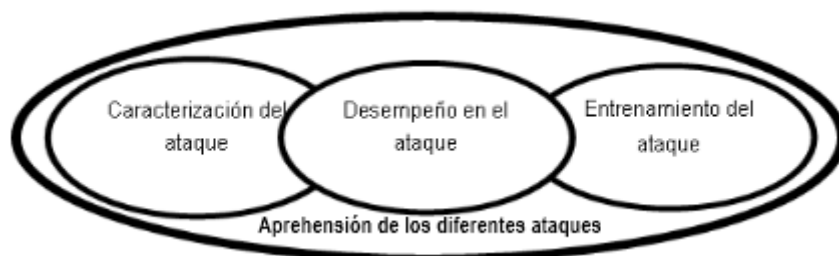 Caracterización del
ataque
Desempeño en el
ataque
Entrenamiento del
ataque
Aprehensión de los diferentes ataques